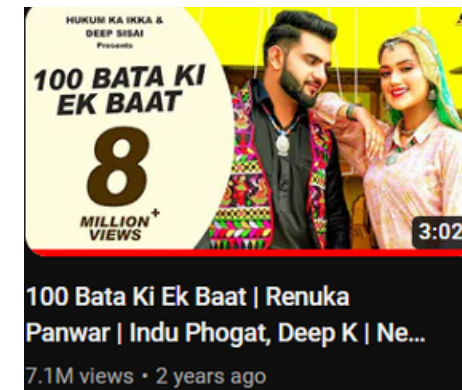 HUKUM KA IKKA &
DEEP SISAI
Presents
100 BATA KI
EK BAAT
8
MILLION+
VIEWS
3:02
100 Bata Ki Ek Baat | Renuka
Panwar | Indu Phogat, Deep K | Ne...
7.1M views • 2 years ago